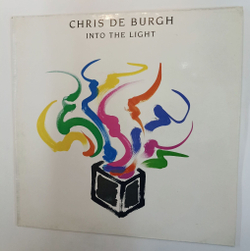 CHRIS DE BURGH
INTO THE LIGHT